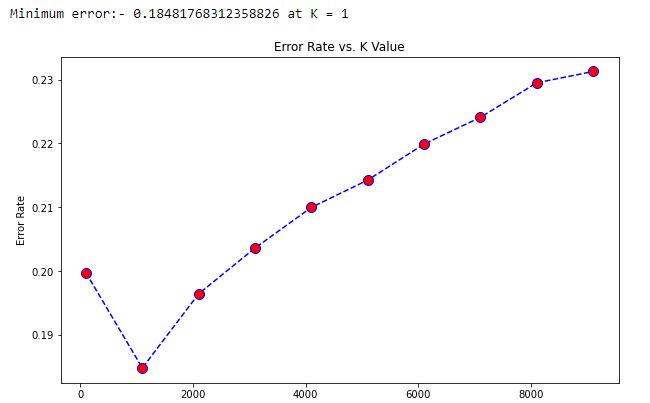 Minimum error:- 0.18481768312358826 at K = 1
Error Rate vs. K Value
0.23
0.22
0.21
0.20
0.19
Error Rate
0 2000 4000 6000 8000